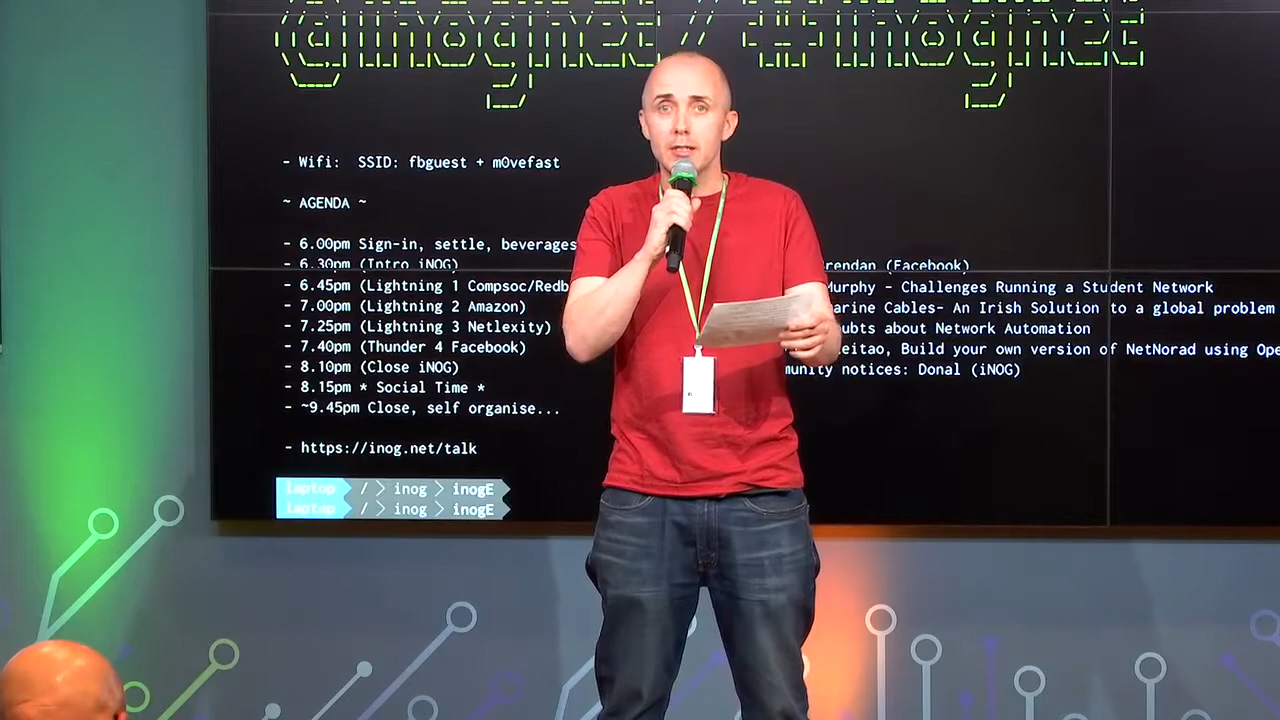 @inognet // #inognet
- Wifi: SSID: fbguest + m0vefast
~ AGENDA ~
- 6.00pm Sign-in, settle, beverages
- 6.30pm (Intro iNOG) rendan (Facebook)
- 6.45pm (Lightning 1 Compsoc/Redb Murphy - Challenges Running a Student Network
- 7.00pm (Lightning 2 Amazon) arine Cables- An Irish Solution to a global problem
- 7.25pm (Lightning 3 Netlexity) oubts about Network Automation
- 7.40pm (Thunder 4 Facebook) Leitao, Build your own version of NetNorad using Ope
- 8.10pm (Close iNOG) munity notices: Donal (iNOG)
- 8.15pm * Social Time *
- ~9.45pm Close, self organise...
- https://inog.net/talk
laptop / > inog > inogE
laptop / > inog > inogE